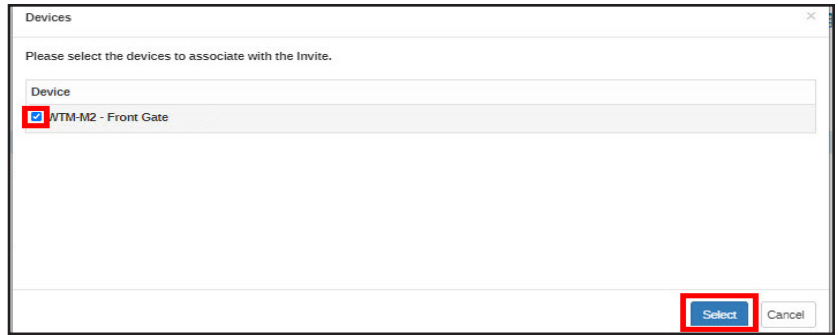 Devices
Please select the devices to associate with the Invite.
Device
WTM-M2 - Front Gate
Select
Cancel